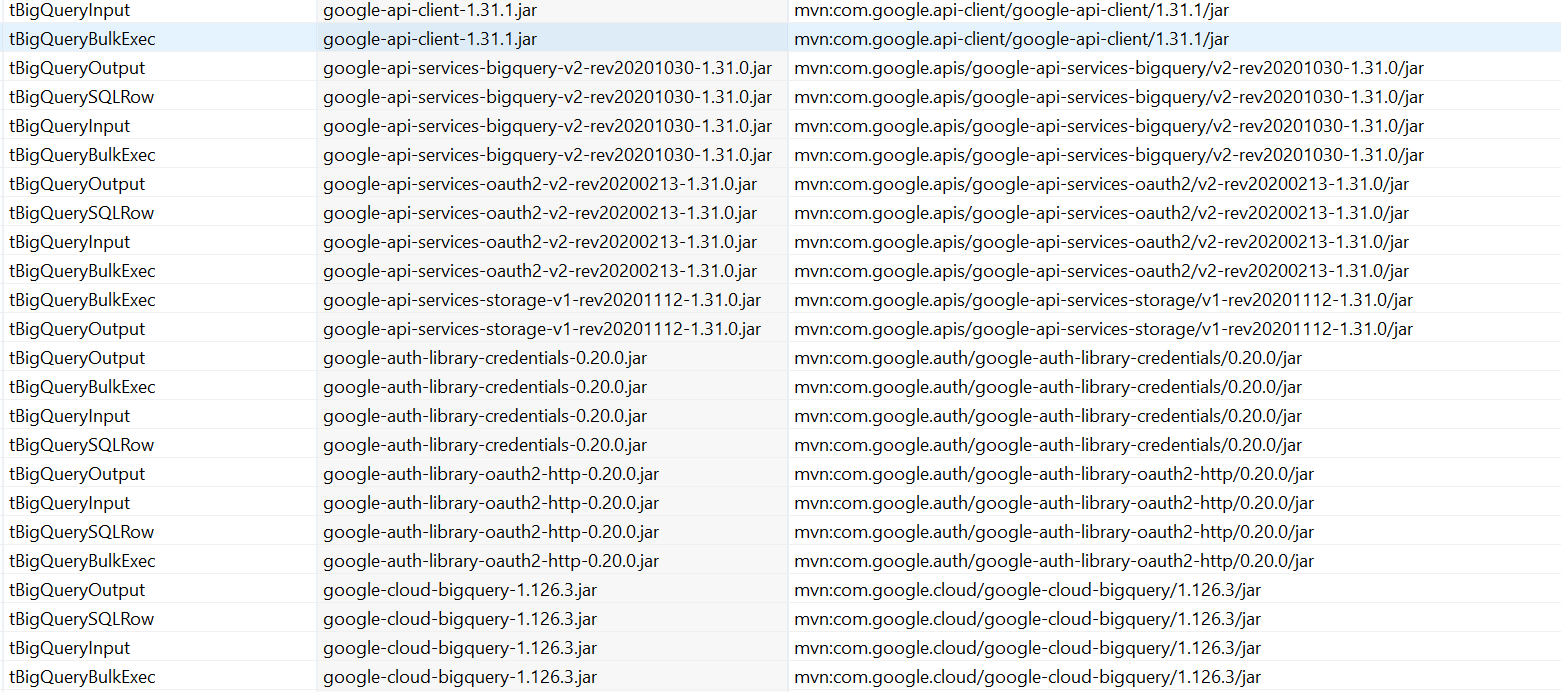 tBigQueryInput google-api-client-1.31.1.jar mvn:com.google.api-client/google-api-client/1.31.1/jar
tBigQueryBulkExec google-api-client-1.31.1.jar mvn:com.google.api-client/google-api-client/1.31.1/jar
tBigQueryOutput google-api-services-bigquery-v2-rev20201030-1.31.0.jar mvn:com.google.apis/google-api-services-bigquery/v2-rev20201030-1.31.0/jar
tBigQuerySQLRow google-api-services-bigquery-v2-rev20201030-1.31.0.jar mvn:com.google.apis/google-api-services-bigquery/v2-rev20201030-1.31.0/jar
tBigQueryInput google-api-services-bigquery-v2-rev20201030-1.31.0.jar mvn:com.google.apis/google-api-services-bigquery/v2-rev20201030-1.31.0/jar
tBigQueryBulkExec google-api-services-bigquery-v2-rev20201030-1.31.0.jar mvn:com.google.apis/google-api-services-bigquery/v2-rev20201030-1.31.0/jar
tBigQueryOutput google-api-services-oauth2-v2-rev20200213-1.31.0.jar mvn:com.google.apis/google-api-services-oauth2/v2-rev20200213-1.31.0/jar
tBigQuerySQLRow google-api-services-oauth2-v2-rev20200213-1.31.0.jar mvn:com.google.apis/google-api-services-oauth2/v2-rev20200213-1.31.0/jar
tBigQueryInput google-api-services-oauth2-v2-rev20200213-1.31.0.jar mvn:com.google.apis/google-api-services-oauth2/v2-rev20200213-1.31.0/jar
tBigQueryBulkExec google-api-services-oauth2-v2-rev20200213-1.31.0.jar mvn:com.google.apis/google-api-services-oauth2/v2-rev20200213-1.31.0/jar
tBigQueryBulkExec google-api-services-storage-v1-rev20201112-1.31.0.jar mvn:com.google.apis/google-api-services-storage/v1-rev20201112-1.31.0/jar
tBigQueryOutput google-api-services-storage-v1-rev20201112-1.31.0.jar mvn:com.google.apis/google-api-services-storage/v1-rev20201112-1.31.0/jar
tBigQueryOutput google-auth-library-credentials-0.20.0.jar mvn:com.google.auth/google-auth-library-credentials/0.20.0/jar
tBigQueryBulkExec google-auth-library-credentials-0.20.0.jar mvn:com.google.auth/google-auth-library-credentials/0.20.0/jar
tBigQueryInput google-auth-library-credentials-0.20.0.jar mvn:com.google.auth/google-auth-library-credentials/0.20.0/jar
tBigQuerySQLRow google-auth-library-credentials-0.20.0.jar mvn:com.google.auth/google-auth-library-credentials/0.20.0/jar
tBigQueryOutput google-auth-library-oauth2-http-0.20.0.jar mvn:com.google.auth/google-auth-library-oauth2-http/0.20.0/jar
tBigQueryInput google-auth-library-oauth2-http-0.20.0.jar mvn:com.google.auth/google-auth-library-oauth2-http/0.20.0/jar
tBigQuerySQLRow google-auth-library-oauth2-http-0.20.0.jar mvn:com.google.auth/google-auth-library-oauth2-http/0.20.0/jar
tBigQueryBulkExec google-auth-library-oauth2-http-0.20.0.jar mvn:com.google.auth/google-auth-library-oauth2-http/0.20.0/jar
tBigQueryOutput google-cloud-bigquery-1.126.3.jar mvn:com.google.cloud/google-cloud-bigquery/1.126.3/jar
tBigQuerySQLRow google-cloud-bigquery-1.126.3.jar mvn:com.google.cloud/google-cloud-bigquery/1.126.3/jar
tBigQueryInput google-cloud-bigquery-1.126.3.jar mvn:com.google.cloud/google-cloud-bigquery/1.126.3/jar
tBigQueryBulkExec google-cloud-bigquery-1.126.3.jar mvn:com.google.cloud/google-cloud-bigquery/1.126.3/jar